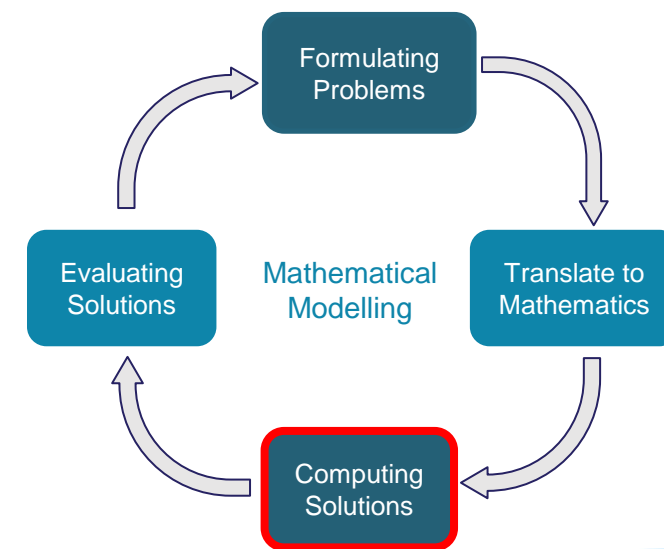 Formulating
Problems
Evaluating
Solutions
Mathematical
Modelling
Translate to
Mathematics
Computing
Solutions